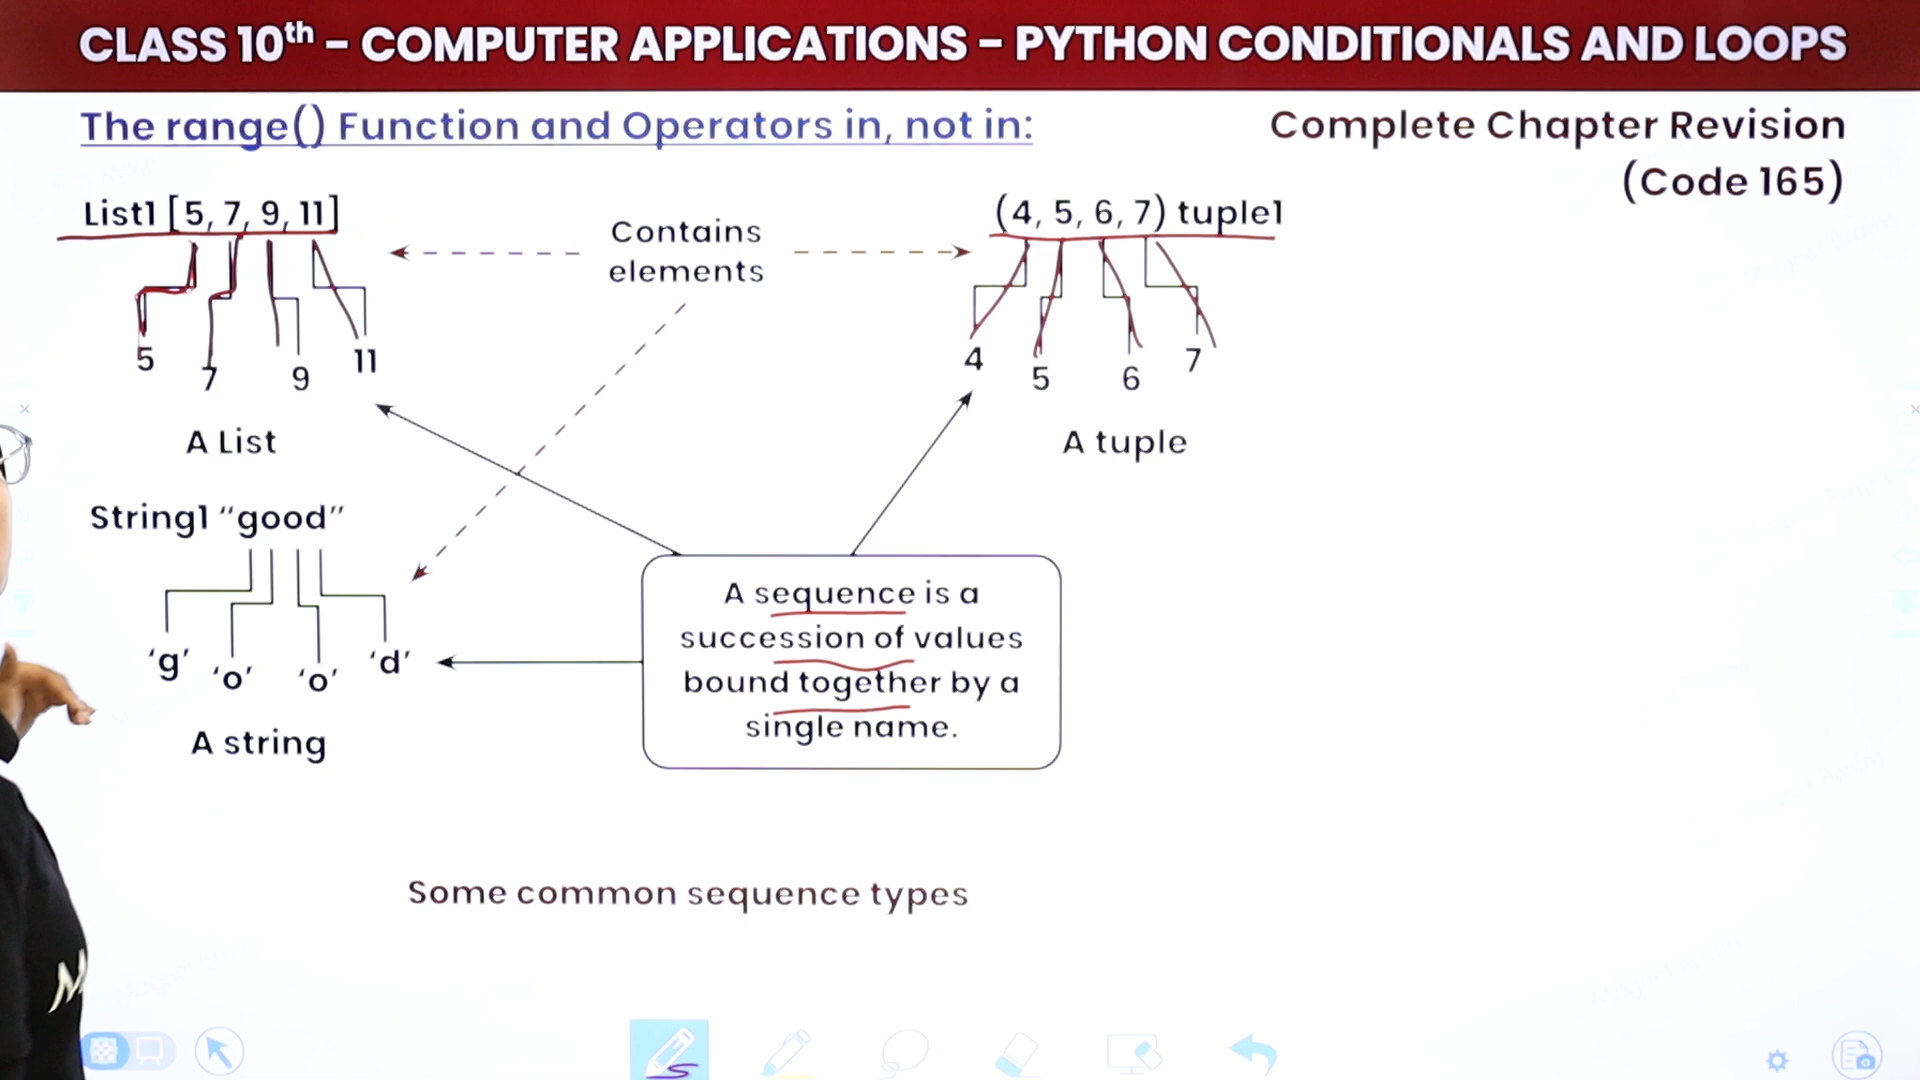 CLASS 10th – COMPUTER APPLICATIONS – PYTHON CONDITIONALS AND LOOPS
The range() Function and Operators in, not in:
Complete Chapter Revision
(Code 165)
List1 [5, 7, 9, 11]
Contains
elements
(4, 5, 6, 7) tuple1
5
7
9
11
4
5
6
7
A List
A tuple
String1 “good”
‘g’
‘o’
‘o’
‘d’
A string
A sequence is a
succession of values
bound together by a
single name.
Some common sequence types